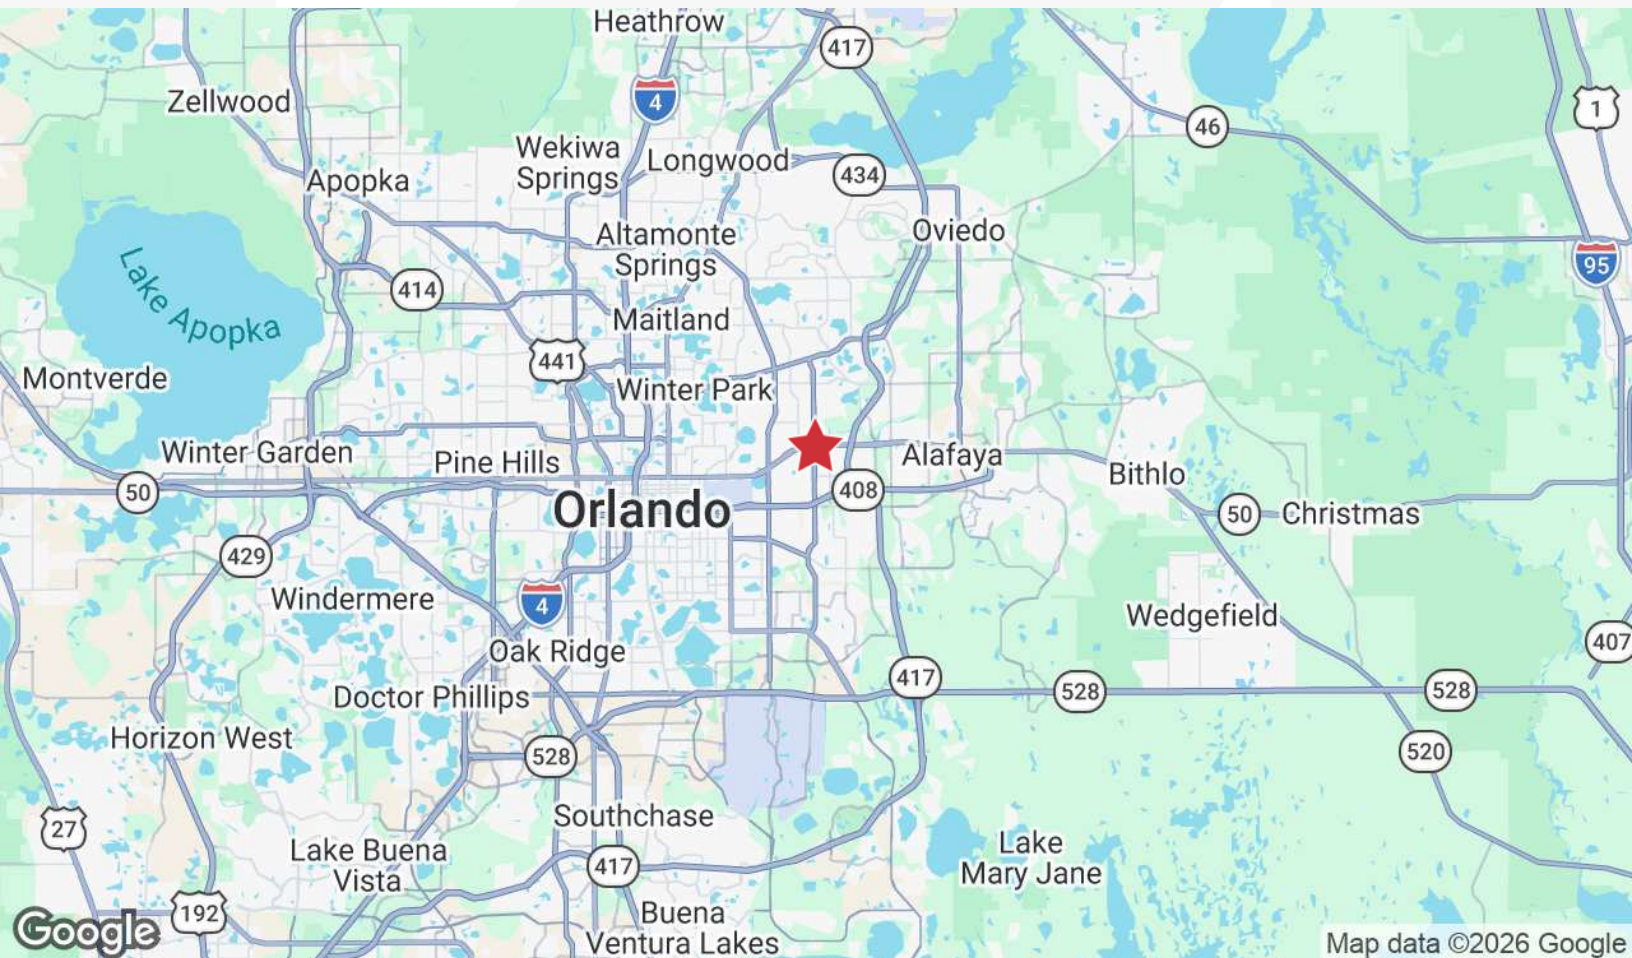 Heathrow
417
4
1
Zellwood
46
Wekiwa
Springs
Longwood
434
Apopka
Oviedo
Altamonte
Springs
95
Lake Apopka
414
Maitland
441
Montverde
Winter Park
Winter Garden
Pine Hills
Alafaya
Bithlo
50
408
Orlando
50
Christmas
429
Windermere
4
Wedgefield
407
Oak Ridge
417
528
528
Doctor Phillips
Horizon West
528
520
Southchase
27
Lake Buena
Vista
417
Lake
Mary Jane
192
Buena
Ventura Lakes
Google
Map data ©2026 Google